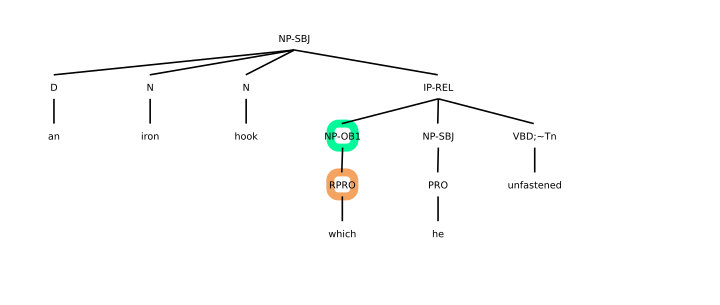 NP-SBJ
D N N IP-REL
an iron hook NP-OB1 NP-SBJ VBD;~Tn
RPRO PRO unfastened
which he